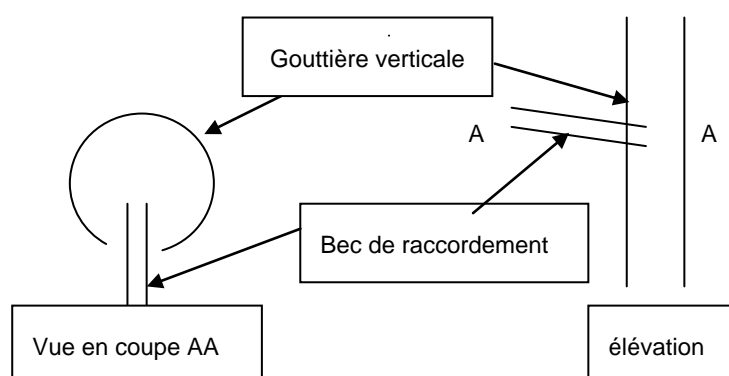 Gouttière verticale
A
A
Bec de raccordement
Vue en coupe AA
élévation